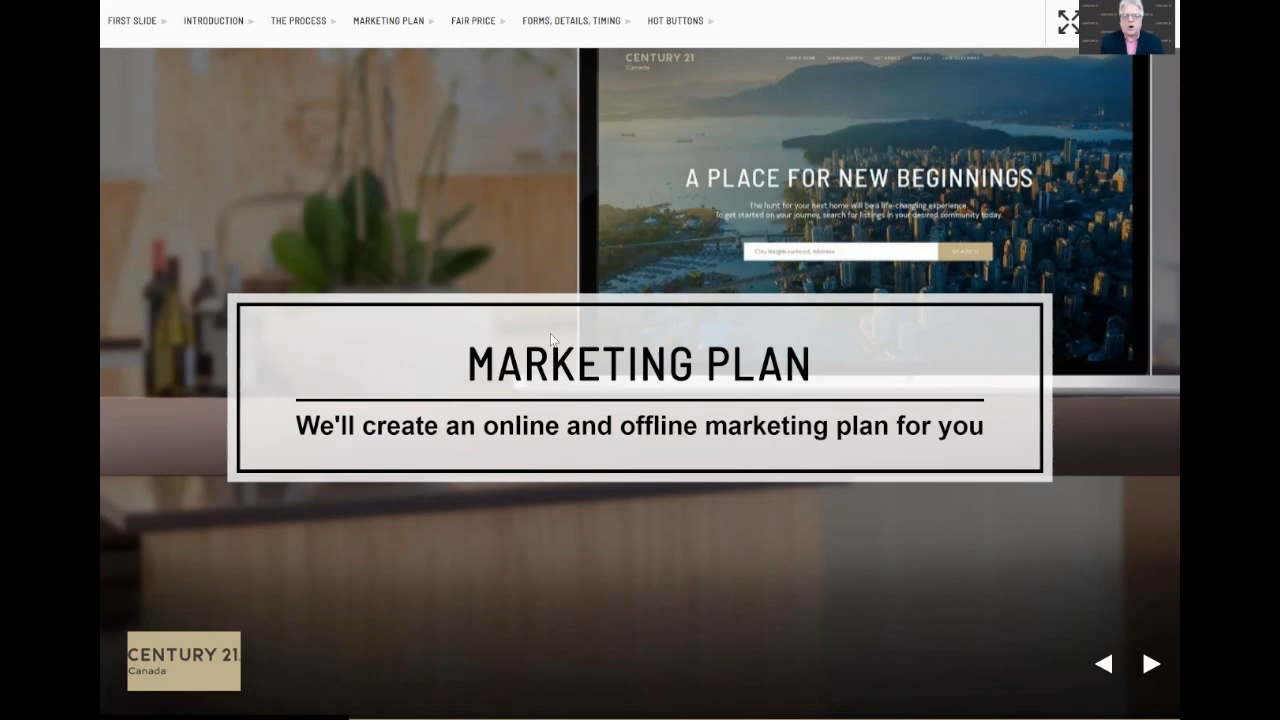 FIRST SLIDE INTRODUCTION THE PROCESS MARKETING PLAN FAIR PRICE FORMS, DETAILS, TIMING HOT BUTTONS
CENTURY 21
Canada
A PLACE FOR NEW BEGINNINGS
The hunt for your next home will be a life-changing experience.
To get started on your journey, search for listings in your desired community today.
City, Neighbourhood, Address SEARCH
MARKETING PLAN
We'll create an online and offline marketing plan for you
CENTURY 21
Canada